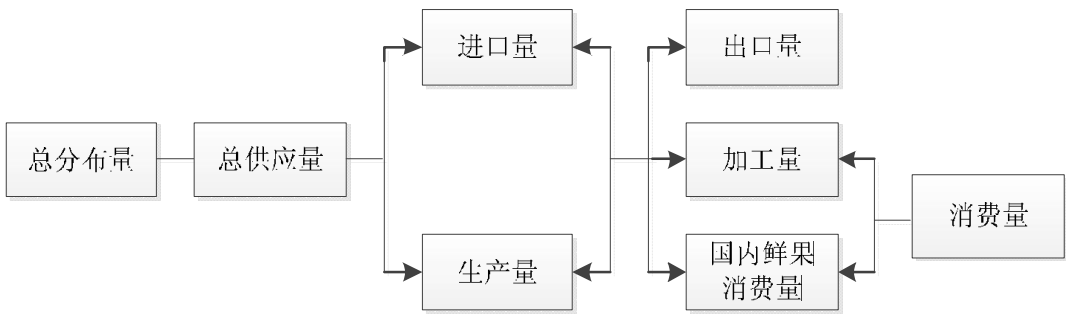 总分布量
总供应量
进口量
生产量
出口量
加工量
国内鲜果
消费量
消费量